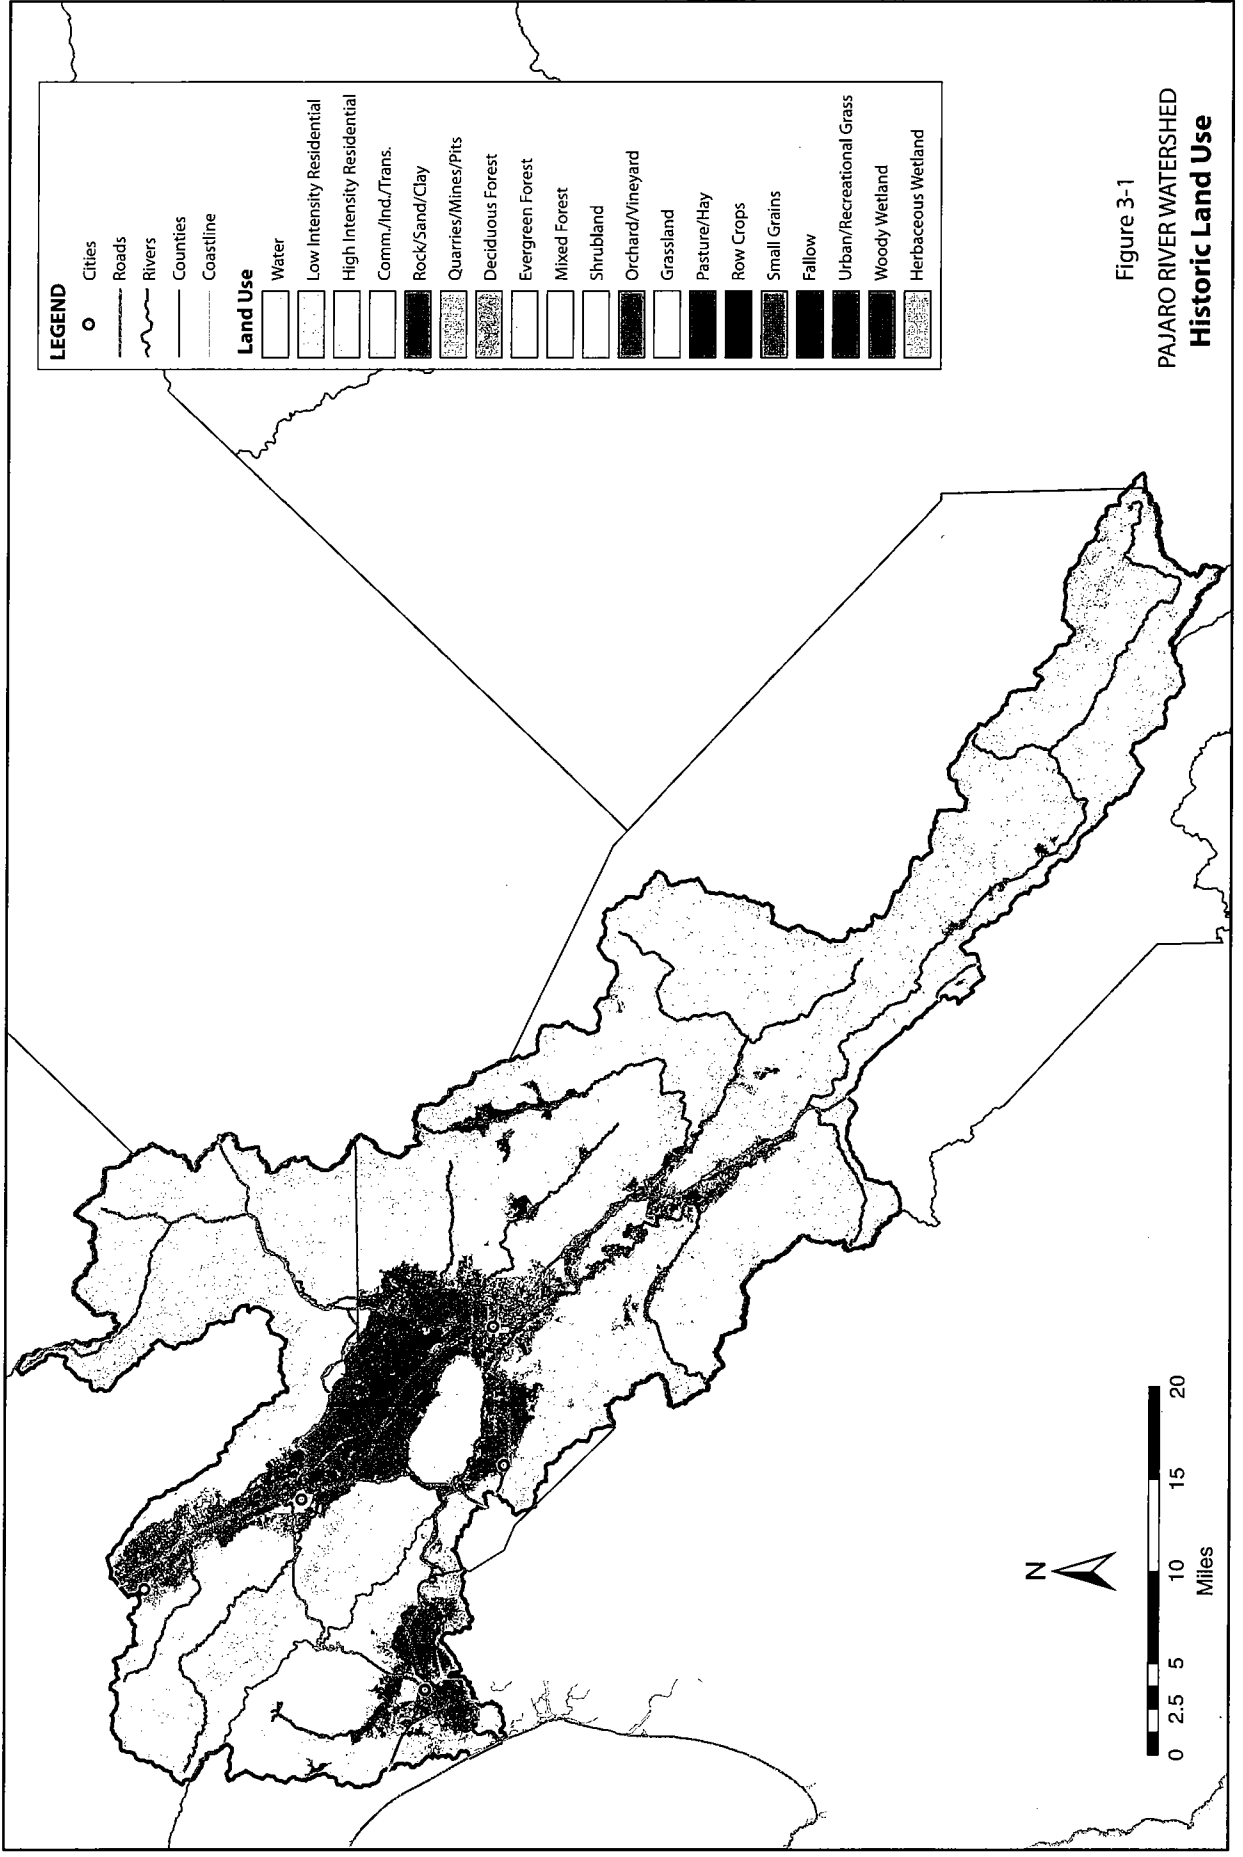 LEGEND
Cities
Roads
Rivers
Counties
Coastline
Land Use
Water
Low Intensity Residential
High Intensity Residential
Comm./Ind./Trans.
Rock/Sand/Clay
Quarries/Mines/Pits
Deciduous Forest
Evergreen Forest
Mixed Forest
Shrubland
Orchard/Vineyard
Grassland
Pasture/Hay
Row Crops
Small Grains
Fallow
Urban/Recreational Grass
Woody Wetland
Herbaceous Wetland
N
0 2.5 5 10 15 20
Miles
Figure 3-1
PAJARO RIVER WATERSHED
Historic Land Use